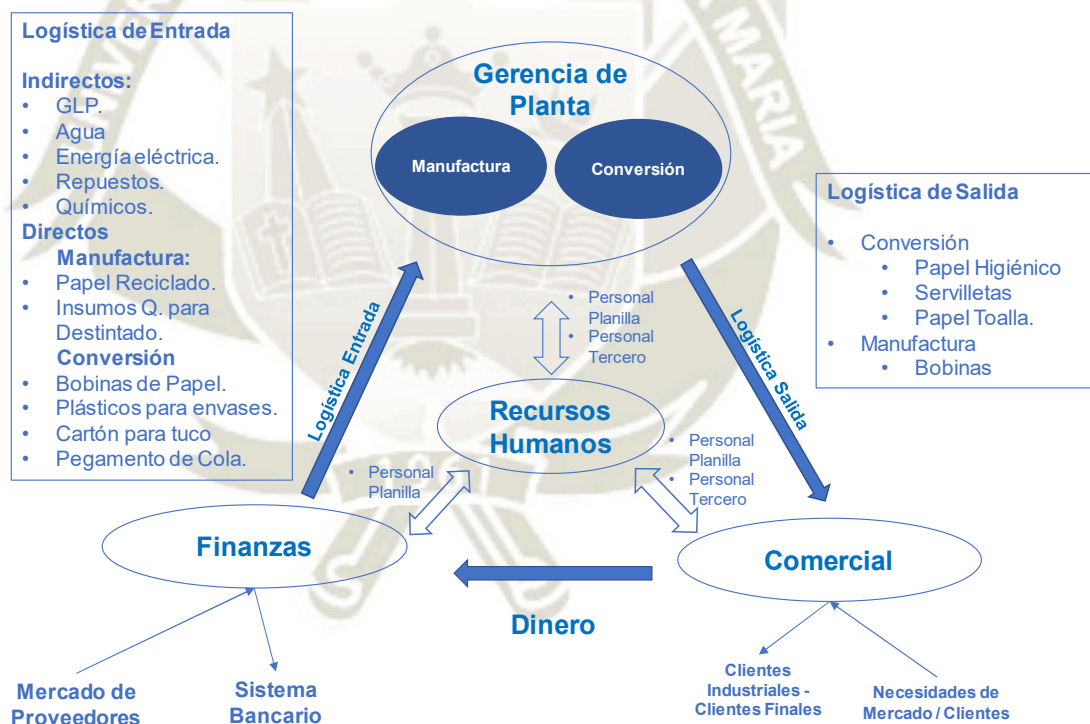 Logística de Entrada
Indirectos:
• GLP.
• Agua
• Energía eléctrica.
• Repuestos.
• Químicos.
Directos
Manufactura:
• Papel Reciclado.
• Insumos Q. para
Destintado.
Conversión
• Bobinas de Papel.
• Plásticos para envases.
• Cartón para tuco
• Pegamento de Cola.
Gerencia de
Planta
Manufactura
Conversión
Logística de Salida
• Conversión
• Papel Higiénico
• Servilletas
• Papel Toalla.
• Manufactura
• Bobinas
Logística Entrada
• Personal
Planilla
• Personal
Tercero
Logística Salida
Recursos
Humanos
• Personal
Planilla
• Personal
Planilla
• Personal
Tercero
Finanzas
Comercial
Dinero
Mercado de
Proveedores
Sistema
Bancario
Clientes
Industriales -
Clientes Finales
Necesidades de
Mercado / Clientes